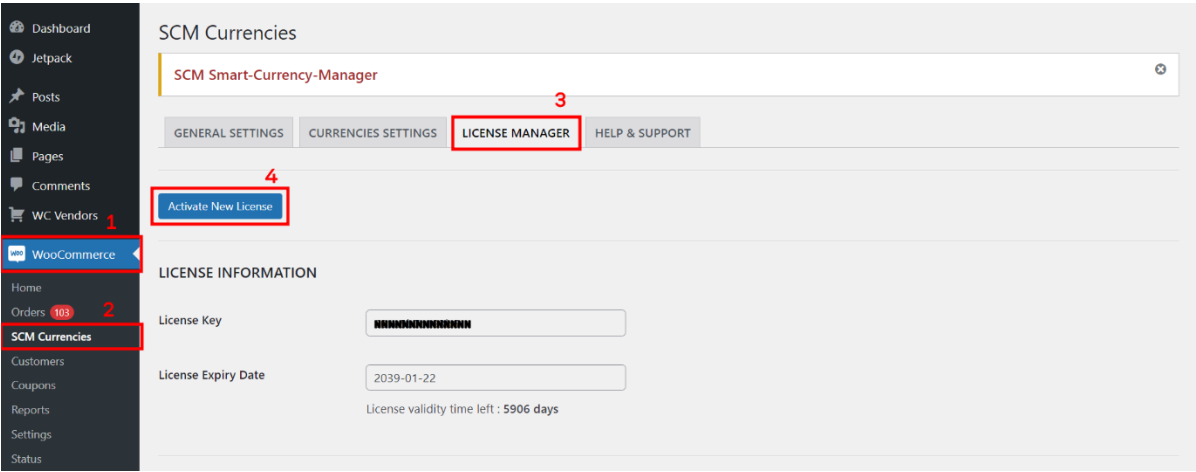 Dashboard
Jetpack
Posts
Media
Pages
Comments
WC Vendors
1
Woo WooCommerce
Home
Orders 103
2
SCM Currencies
Customers
Coupons
Reports
Settings
Status
SCM Currencies
SCM Smart-Currency-Manager
3
GENERAL SETTINGS CURRENCIES SETTINGS LICENSE MANAGER HELP & SUPPORT
4
Activate New License
LICENSE INFORMATION
License Key
License Expiry Date 2039-01-22
License validity time left : 5906 days